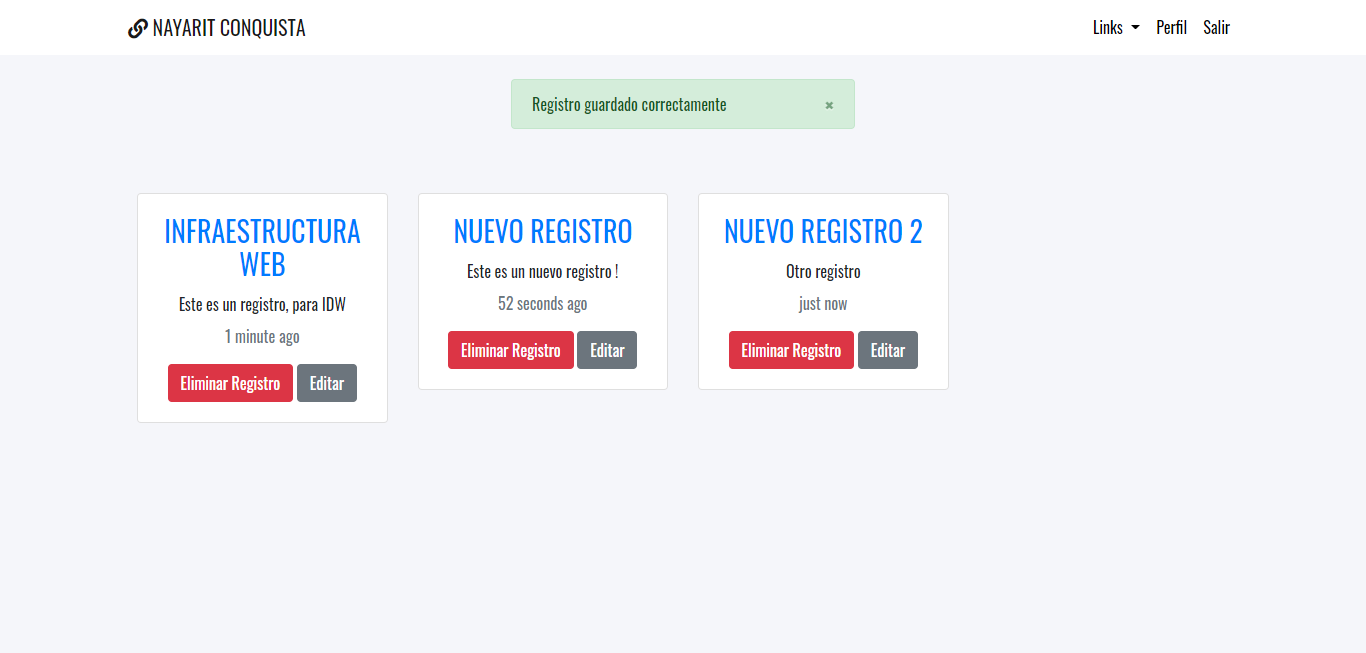 NAYARIT CONQUISTA
Links Perfil Salir
Registro guardado correctamente ×
INFRAESTRUCTURA
WEB
Este es un registro, para IDW
1 minute ago
Eliminar Registro Editar
NUEVO REGISTRO
Este es un nuevo registro !
52 seconds ago
Eliminar Registro Editar
NUEVO REGISTRO 2
Otro registro
just now
Eliminar Registro Editar